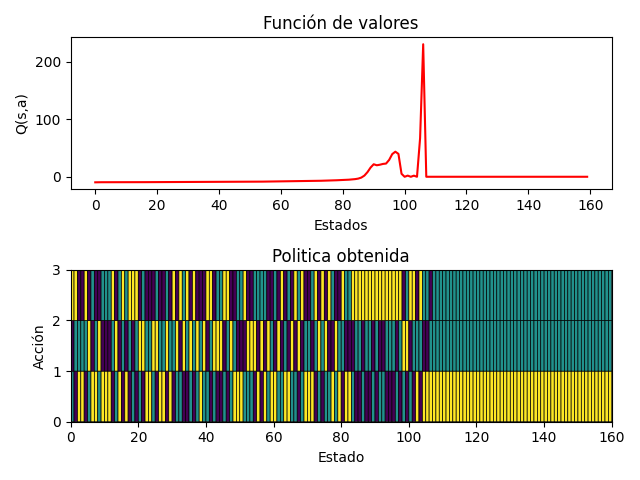 Función de valores
Q(s,a)
200
100
0
0 20 40 60 80 100 120 140 160
Estados
Politica obtenida
Acción
3
2
1
0
0 20 40 60 80 100 120 140 160
Estado